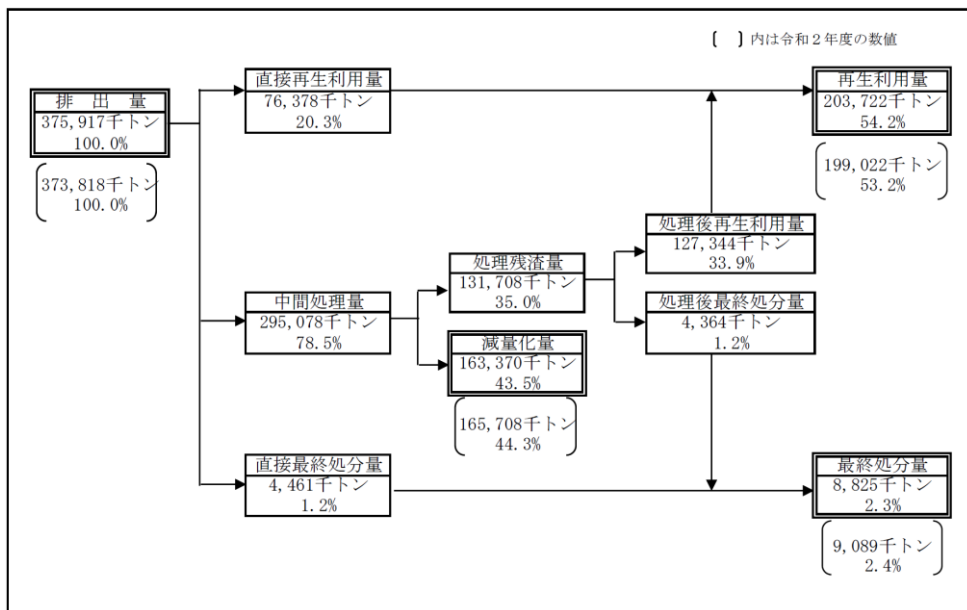 〔 〕内は令和２年度の数値
排 出 量
375,917千トン
100.0%
373,818千トン
100.0%
直接再生利用量
76,378千トン
20.3%
再生利用量
203,722千トン
54.2%
199,022千トン
53.2%
中間処理量
295,078千トン
78.5%
処理残渣量
131,708千トン
35.0%
減量化量
163,370千トン
43.5%
165,708千トン
44.3%
処理後再生利用量
127,344千トン
33.9%
処理後最終処分量
4,364千トン
1.2%
直接最終処分量
4,461千トン
1.2%
最終処分量
8,825千トン
2.3%
9,089千トン
2.4%